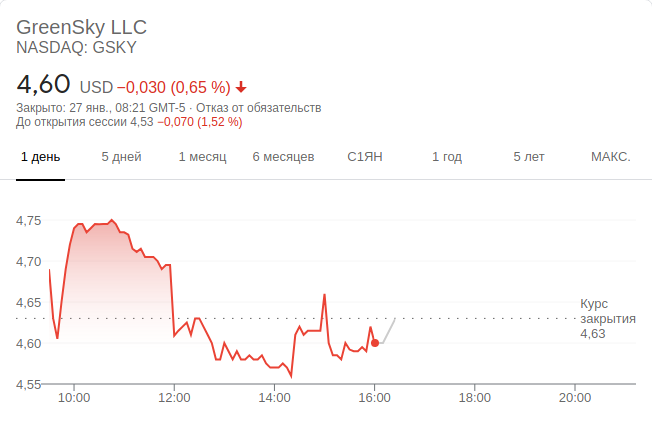 GreenSky LLC
NASDAQ: GSKY
4,60 USD −0,030 (0,65 %)
Закрыто: 27 янв., 08:21 GMT-5 · Отказ от обязательств
До открытия сессии 4,53 −0,070 (1,52 %)
1 день 5 дней 1 месяц 6 месяцев С1ЯН 1 год 5 лет МАКС.
4,75
4,70
4,65
4,60
4,55
Курс
закрытия
4,63
10:00 12:00 14:00 16:00 18:00 20:00